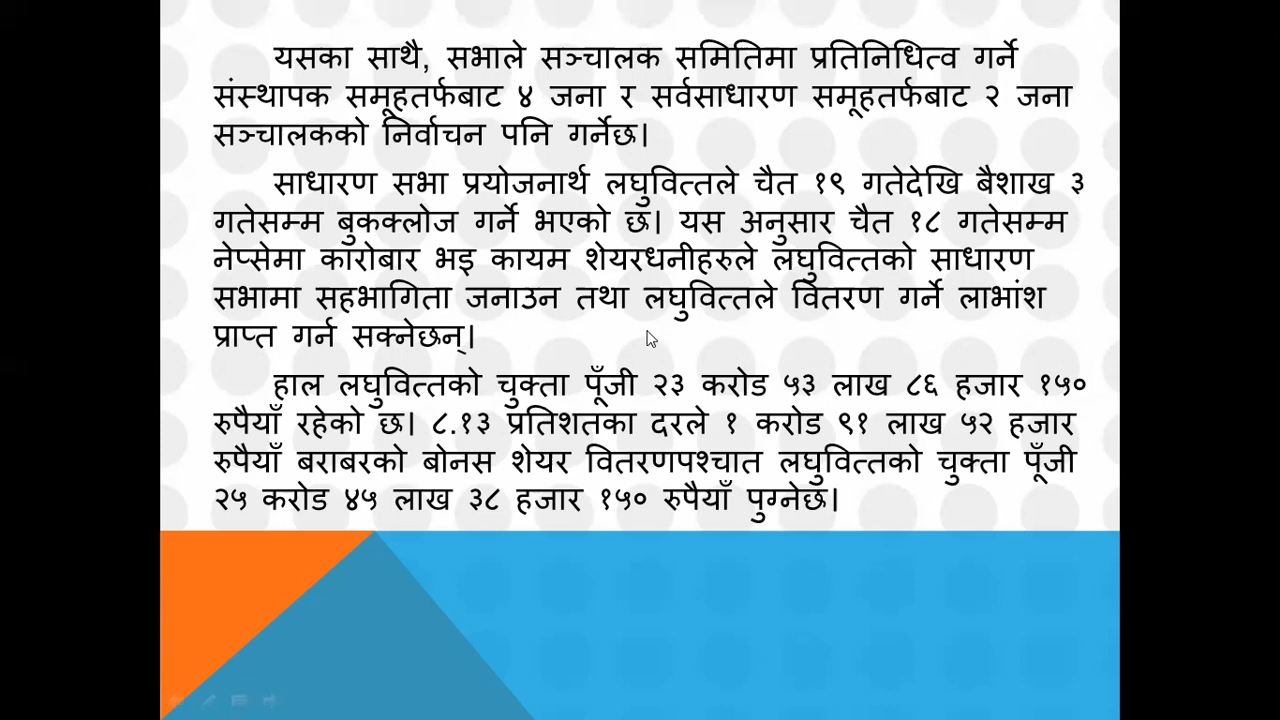 यसका साथै, सभाले सञ्चालक समितिमा प्रतिनिधित्व गर्ने
संस्थापक समूहतर्फबाट ४ जना र सर्वसाधारण समूहतर्फबाट २ जना
सञ्चालकको निर्वाचन पनि गर्नेछ।
साधारण सभा प्रयोजनार्थ लघुवित्तले चैत १९ गतेदेखि बैशाख ३
गतेसम्म बुकक्लोज गर्ने भएको छ। यस अनुसार चैत १८ गतेसम्म
नेप्सेमा कारोबार भइ कायम शेयरधनीहरुले लघुवित्तको साधारण
सभामा सहभागिता जनाउन तथा लघुवित्तले वितरण गर्ने लाभांश
प्राप्त गर्न सक्नेछन्।
हाल लघुवित्तको चुक्ता पूँजी २३ करोड ५३ लाख ८६ हजार १५०
रुपैयाँ रहेको छ। ८.१३ प्रतिशतका दरले १ करोड ९१ लाख ५२ हजार
रुपैयाँ बराबरको बोनस शेयर वितरणपश्चात लघुवित्तको चुक्ता पूँजी
२५ करोड ४५ लाख ३८ हजार १५० रुपैयाँ पुग्नेछ।